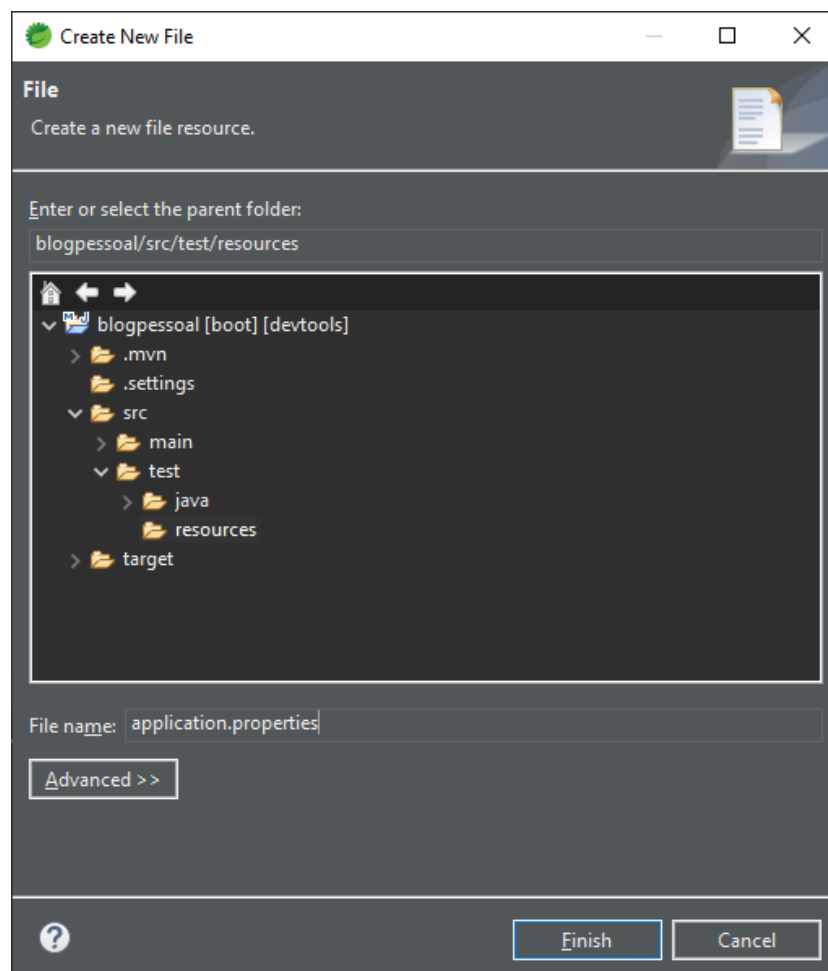 Create New File
File
Create a new file resource.
Enter or select the parent folder:
blogpessoal/src/test/resources
blogpessoal [boot] [devtools]
.mvn
.settings
src
main
test
java
resources
target
File name: application.properties
Advanced >>
Finish Cancel